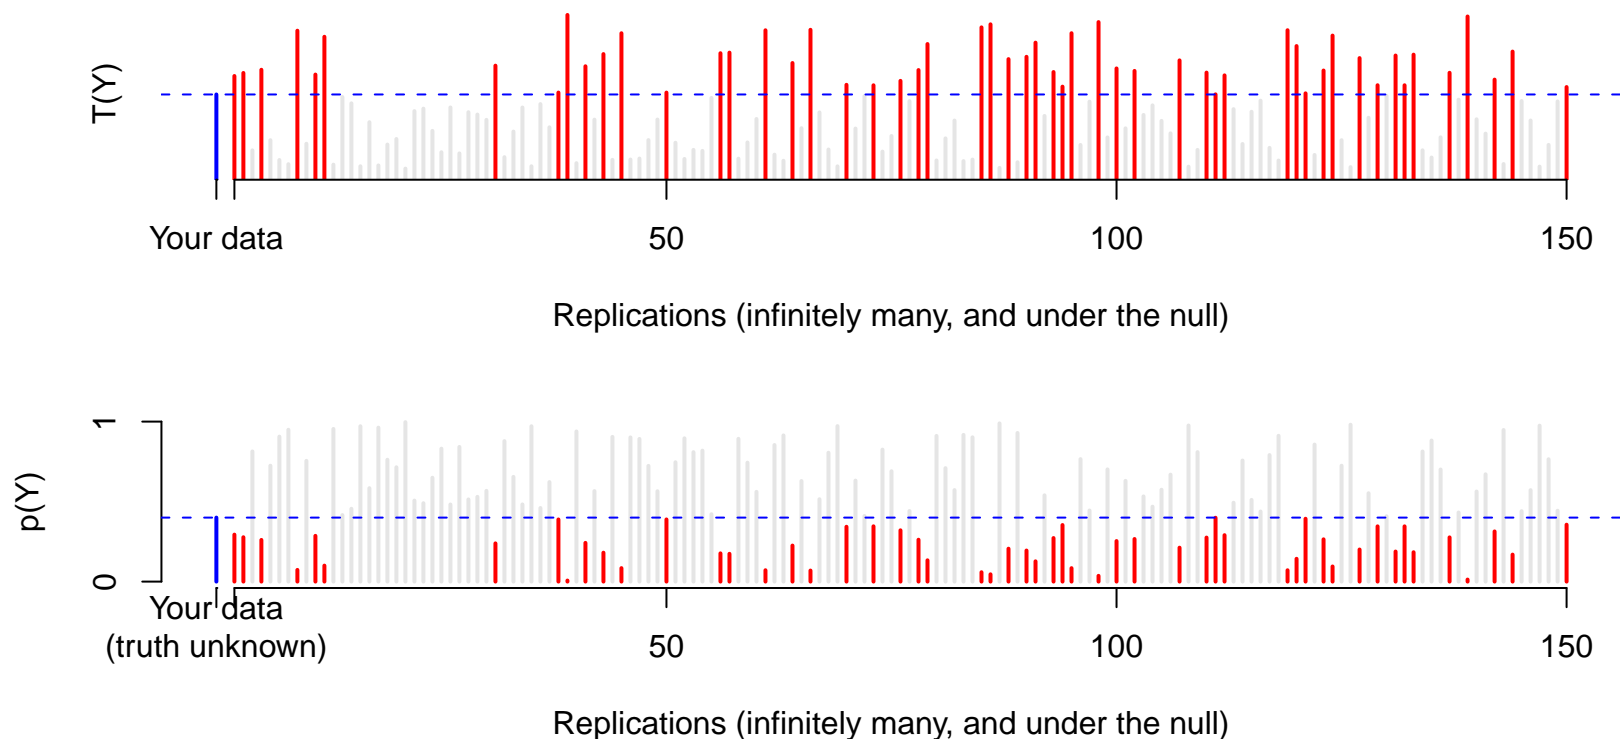 T(Y)
Your data 50 100 150
Replications (infinitely many, and under the null)
p(Y)
1
0
Your data
(truth unknown) 50 100 150
Replications (infinitely many, and under the null)